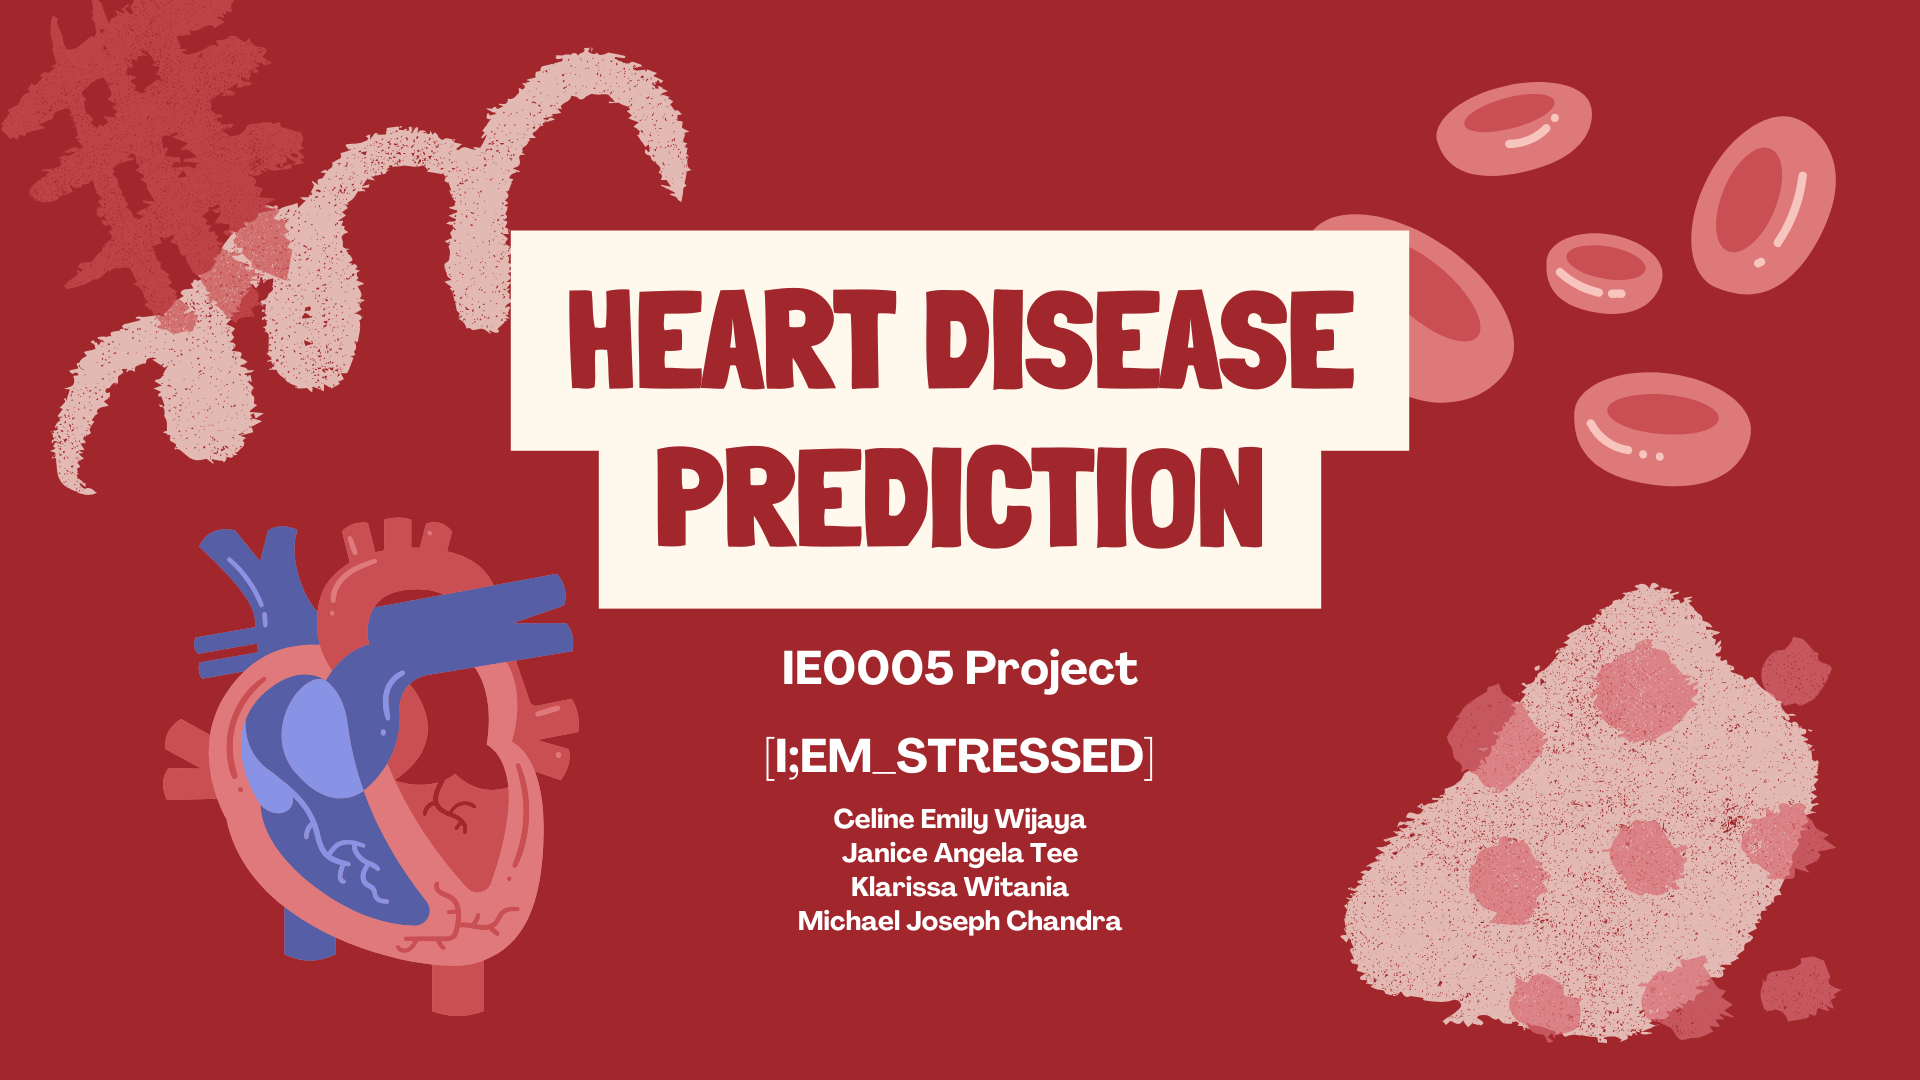 HEART DISEASE
PREDICTION
IE0005 Project
[I;EM_STRESSED]
Celine Emily Wijaya
Janice Angela Tee
Klarissa Witania
Michael Joseph Chandra